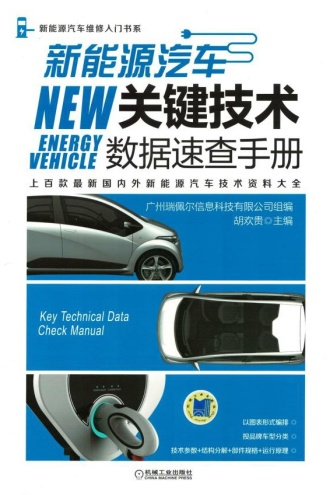 新能源汽车维修入门书系
新能源汽车
NEW 关键技术
ENERGY
VEHICLE 数据速查手册
上百款最新国内外新能源汽车技术资料大全
广州瑞佩尔信息科技有限公司组编
胡欢贵 主编
Key Technical Data
Check Manual
以图表形式编排
按品牌车型分类
技术参数+结构分解+部件规格+运行原理
机械工业出版社
CHINA MACHINE PRESS